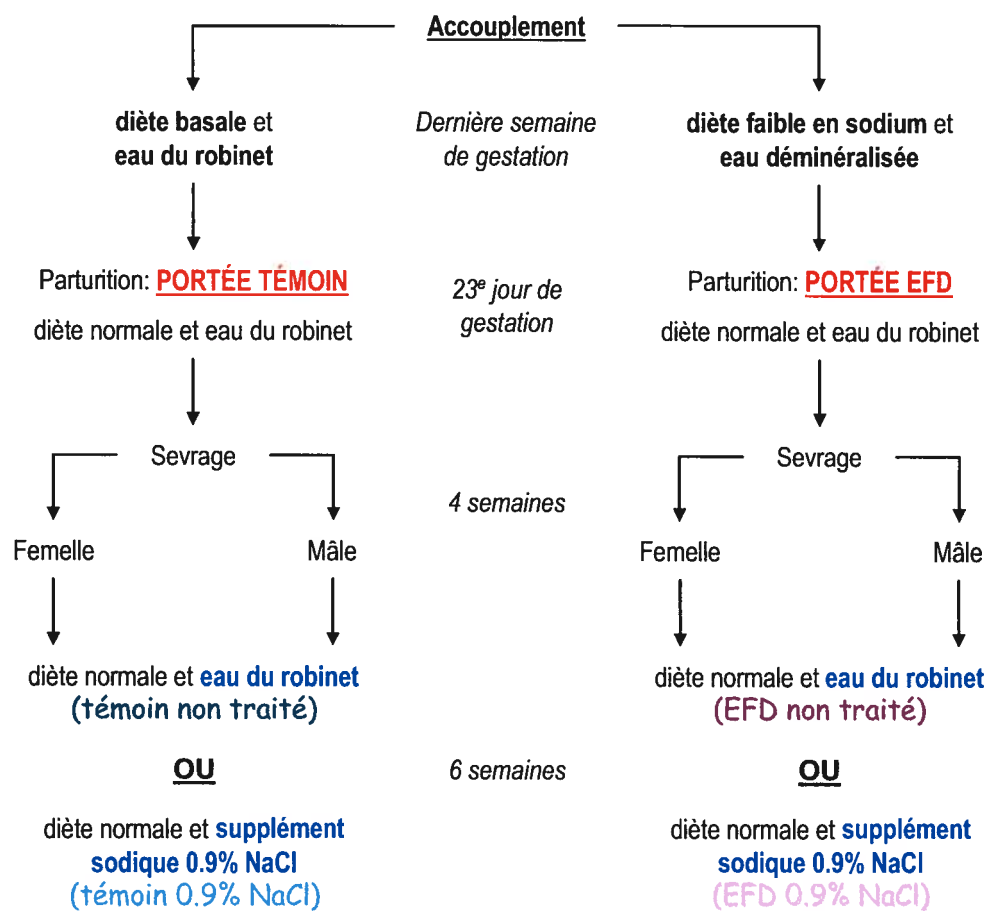 Accouplement
diète basale et
eau du robinet
Dernière semaine
de gestation
diète faible en sodium et
eau déminéralisée
Parturition: PORTÉE TÉMOIN
diète normale et eau du robinet
23e jour de
gestation
Parturition: PORTÉE EFD
diète normale et eau du robinet
Sevrage
Sevrage
4 semaines
Femelle
Mâle
Femelle
Mâle
diète normale et eau du robinet
(témoin non traité)
diète normale et eau du robinet
(EFD non traité)
OU
6 semaines
OU
diète normale et supplément
sodique 0.9% NaCl
(témoin 0.9% NaCl)
diète normale et supplément
sodique 0.9% NaCl
(EFD 0.9% NaCl)